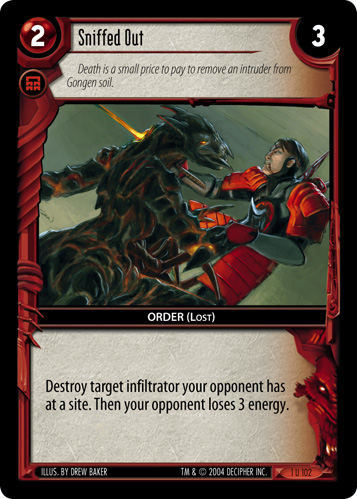 2
Sniffed Out
3
Death is a small price to pay to remove an intruder from
Gongen soil.
ORDER (LOST)
Destroy target infiltrator your opponent has
at a site. Then your opponent loses 3 energy.
ILLUS. BY DREW BAKER
TM & © 2004 DECIPHER INC.
1 U 102